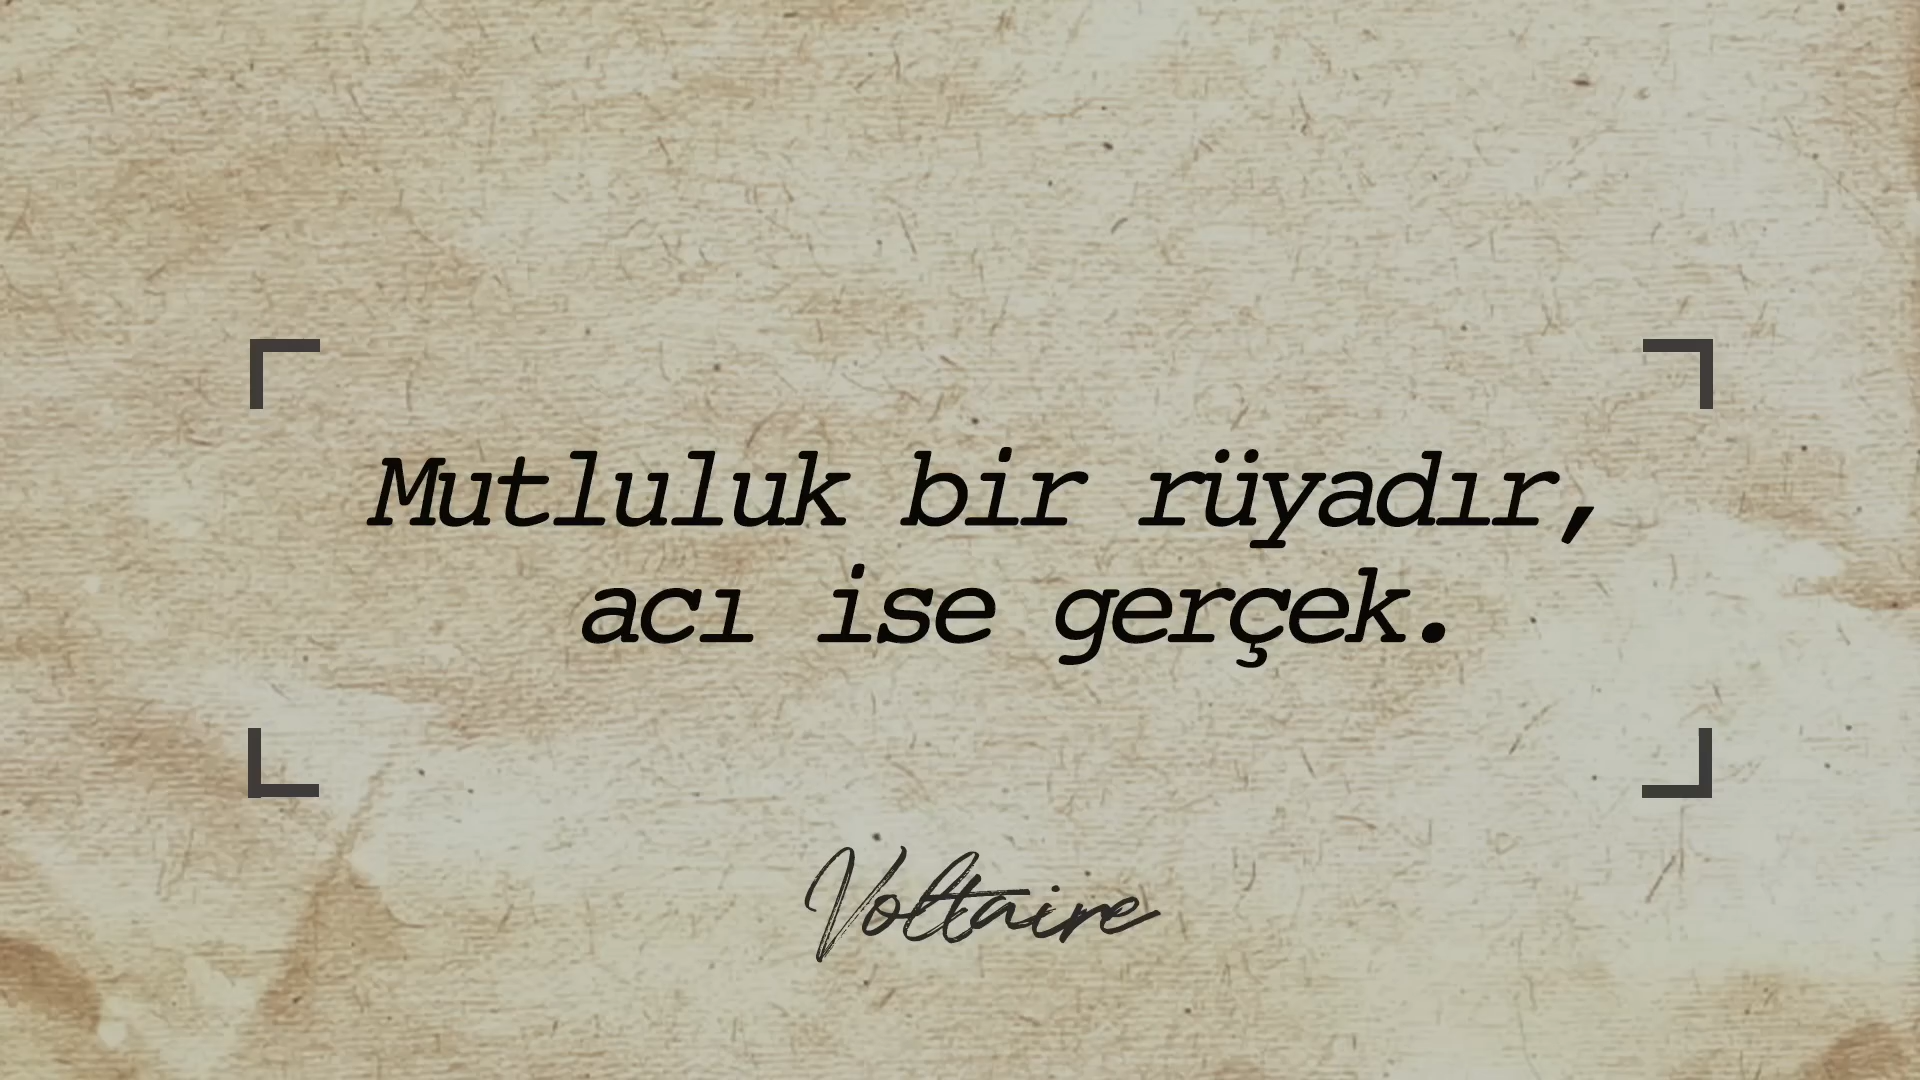 Mutluluk bir rüyadır,
acı ise gerçek.
Voltaire